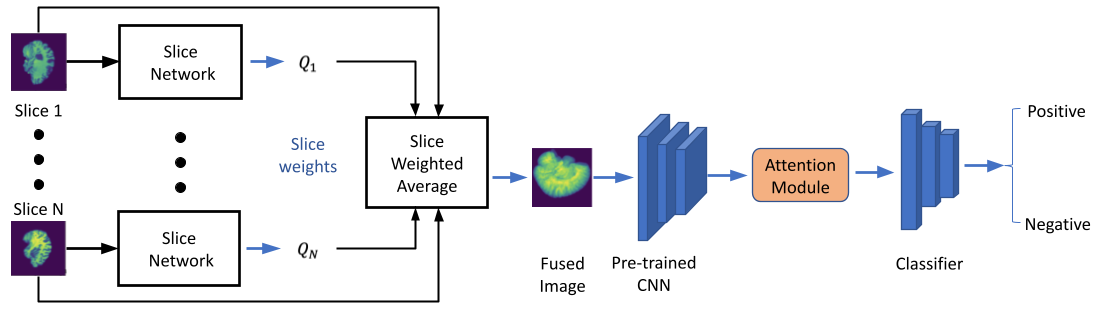 Slice
Network
Q₁
Slice 1
Slice
weights
Slice
Weighted
Average
Slice N
Slice
Network
Q_N
Fused
Image
Pre-trained
CNN
Attention
Module
Classifier
Positive
Negative